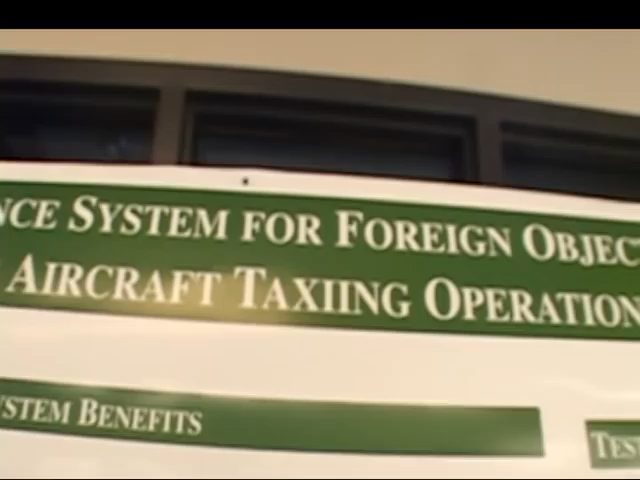 NCE SYSTEM FOR FOREIGN OBJEC
AIRCRAFT TAXIING OPERATION
YSTEM BENEFITS
TES